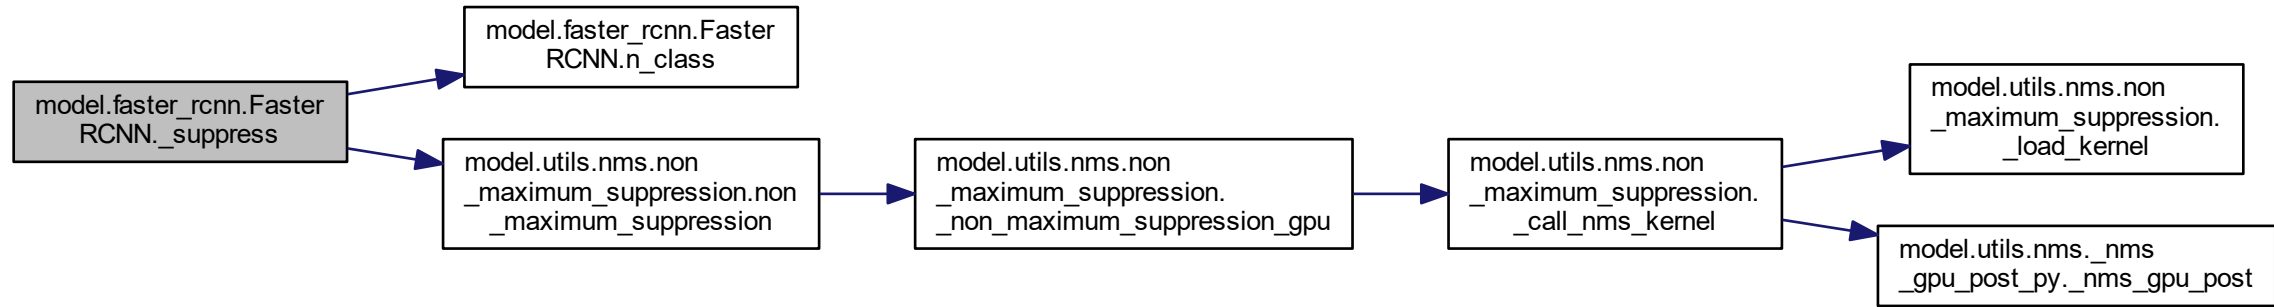 model.faster_rcnn.Faster
RCNN._suppress
model.faster_rcnn.Faster
RCNN.n_class
model.utils.nms.non
_maximum_suppression.non
_maximum_suppression
model.utils.nms.non
_maximum_suppression.
_non_maximum_suppression_gpu
model.utils.nms.non
_maximum_suppression.
_call_nms_kernel
model.utils.nms.non
_maximum_suppression.
_load_kernel
model.utils.nms._nms
_gpu_post_py._nms_gpu_post